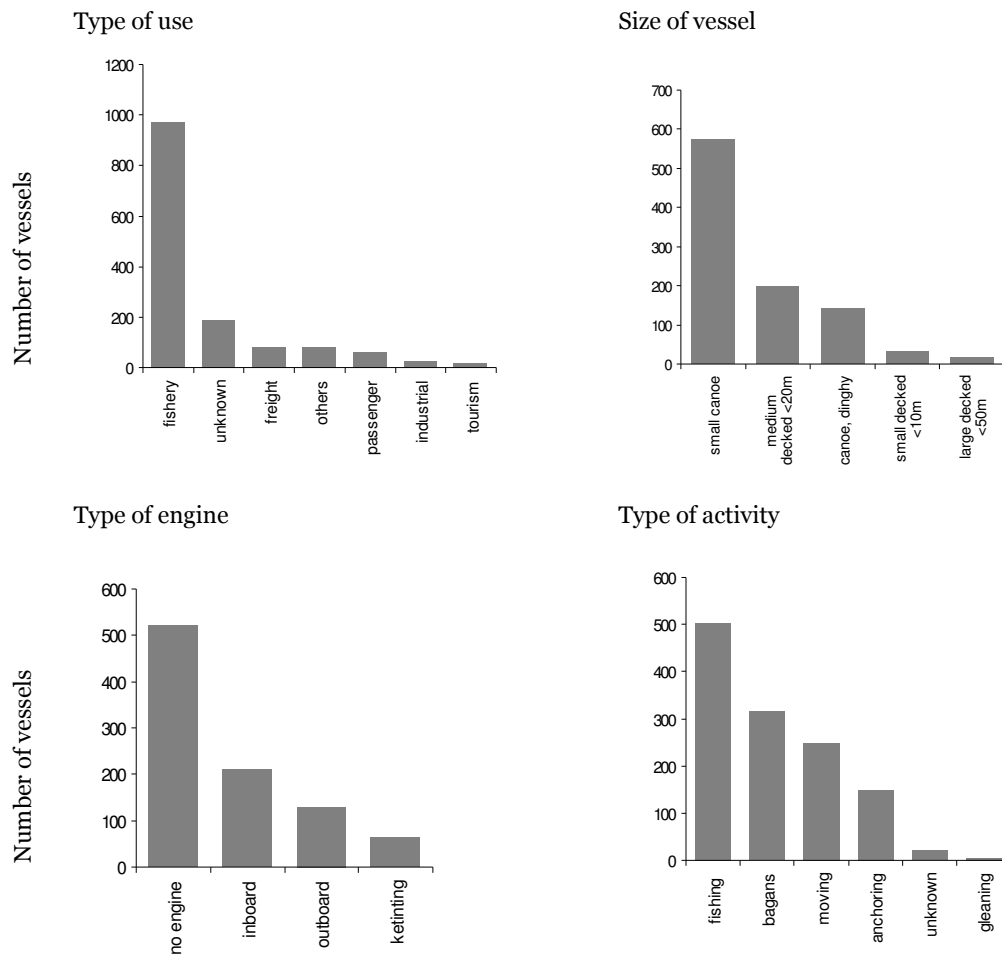 Type of use
Number of vessels
1200
1000
800
600
400
200
0
fishery
unknown
freight
others
passenger
industrial
tourism
Size of vessel
700
600
500
400
300
200
100
0
small canoe
medium
decked <20m
canoe, dinghy
small decked
<10m
large decked
<50m
Type of engine
Number of vessels
600
500
400
300
200
100
0
no engine
inboard
outboard
ketinting
Type of activity
600
500
400
300
200
100
0
fishing
bagans
moving
anchoring
unknown
gleaning